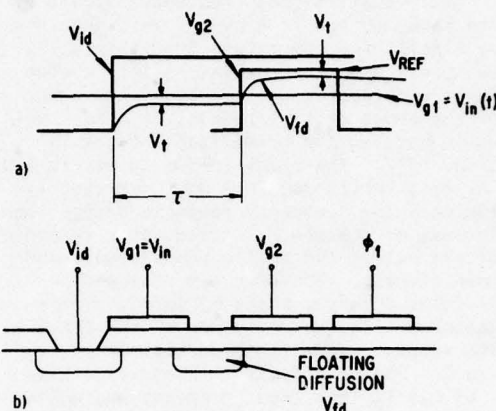 V_id
V_g2
V_t
V_REF
V_g1 = V_in(t)
V_fd
V_t
a)
τ
V_id
V_g1=V_in
V_g2
ϕ_1
FLOATING
DIFFUSION
V_fd
b)